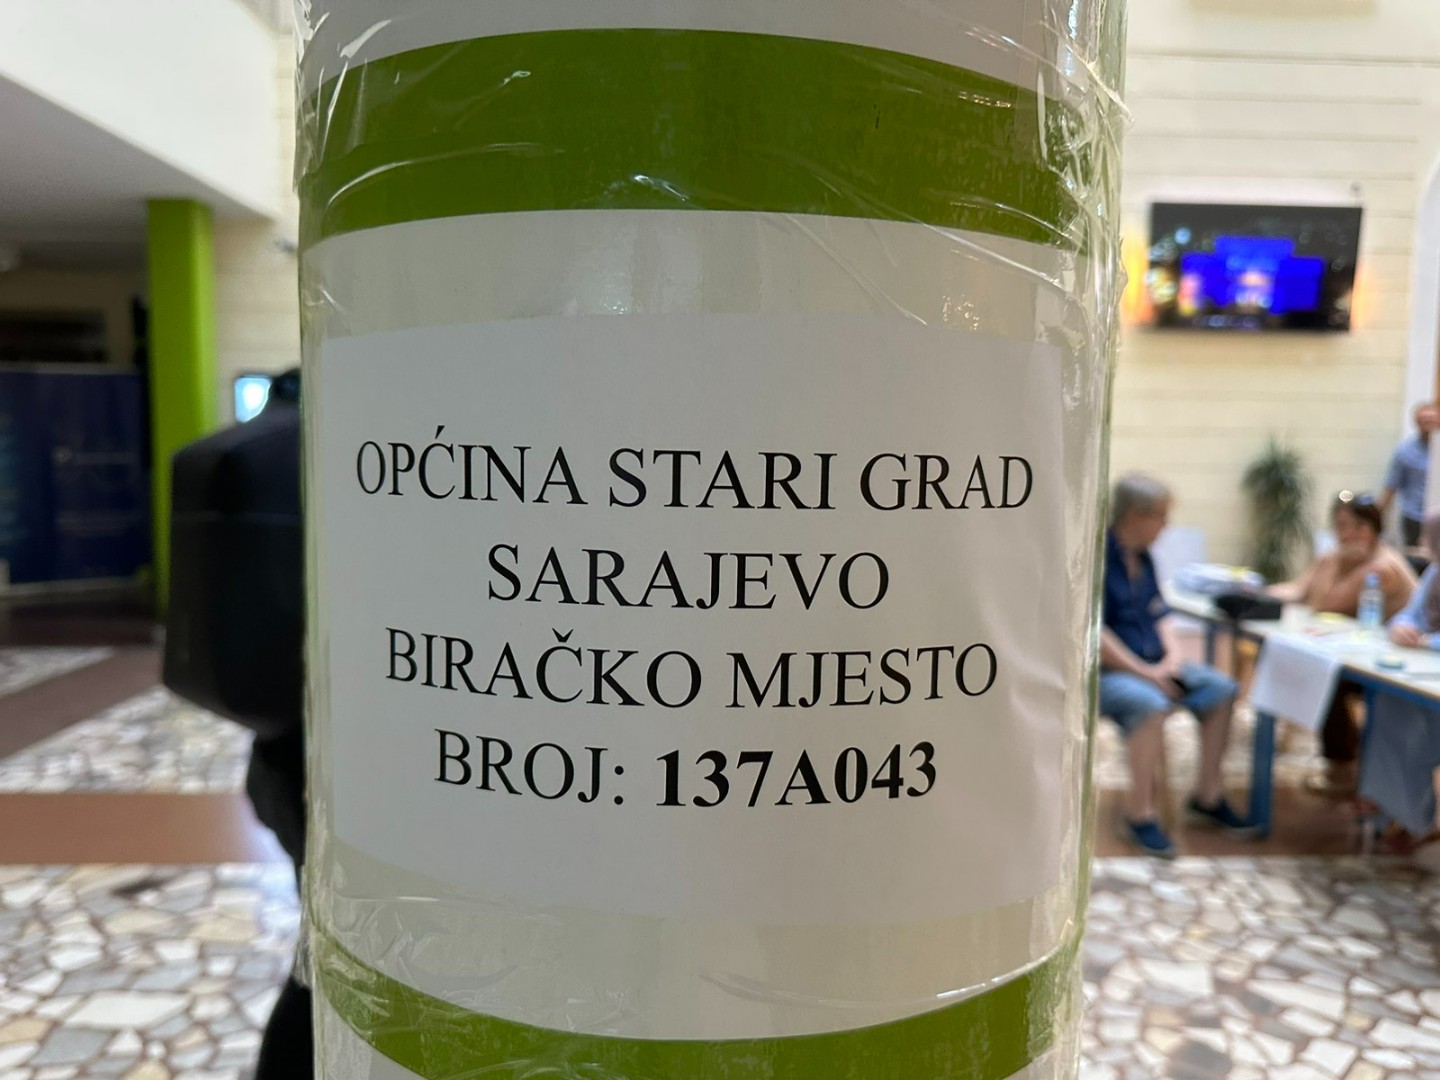 OPĆINA STARI GRAD
SARAJEVO
BIRAČKO MJESTO
BROJ: 137A043